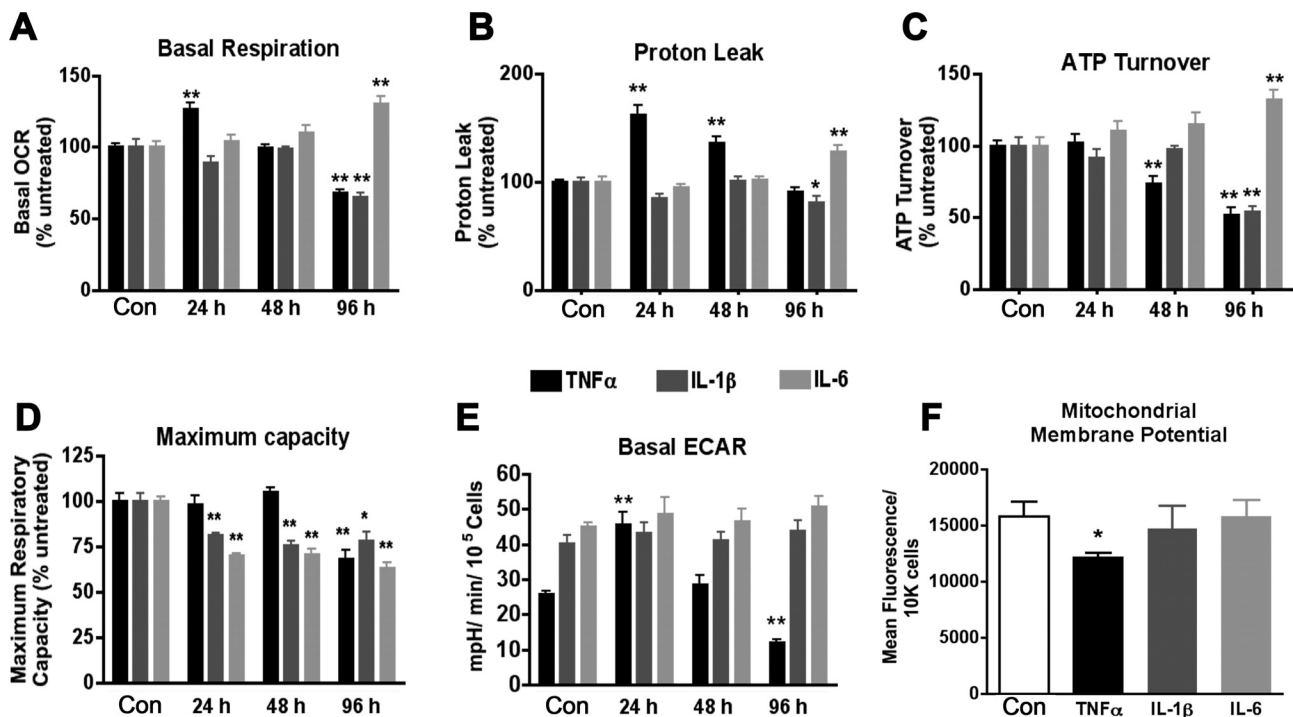 A
Basal Respiration
Basal OCR
(% untreated)
150
100
50
0
**
** **
**
Con 24 h 48 h 96 h
B
Proton Leak
Proton Leak
(% untreated)
200
100
0
**
**
*
**
Con 24 h 48 h 96 h
C
ATP Turnover
ATP Turnover
(% untreated)
150
100
50
0
**
** **
**
Con 24 h 48 h 96 h
TNFα IL-1β IL-6
D
Maximum capacity
Maximum Respiratory
Capacity (% untreated)
125
100
75
50
25
0
**
**
**
**
**
*
**
Con 24 h 48 h 96 h
E
Basal ECAR
mpH/ min/ 10 5 Cells
60
50
40
30
20
10
0
**
**
Con 24 h 48 h 96 h
F
Mitochondrial
Membrane Potential
Mean Fluorescence/
10K cells
20000
15000
10000
5000
0
*
Con TNFα IL-1β IL-6